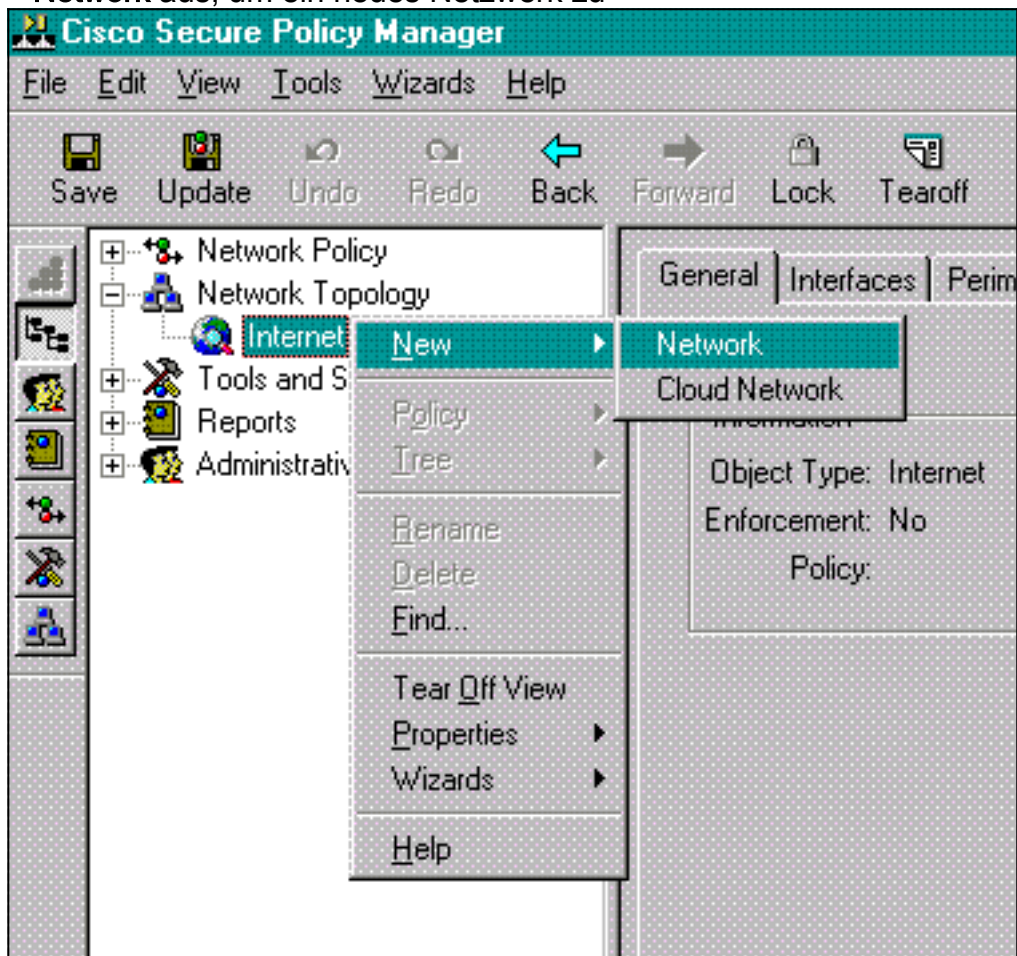 Network aus, um ein neues Netzwerk zu
Cisco Secure Policy Manager
File Edit View Tools Wizards Help
Save Update Undo Redo Back Forward Lock Tearoff
Network Policy
Network Topology
Internet
Tools and S
Reports
Administrativ
New
Policy
Tree
Rename
Delete
Find...
Tear Off View
Properties
Wizards
Help
Network
Cloud Network
General Interfaces Perim
Information
Object Type: Internet
Enforcement: No
Policy: